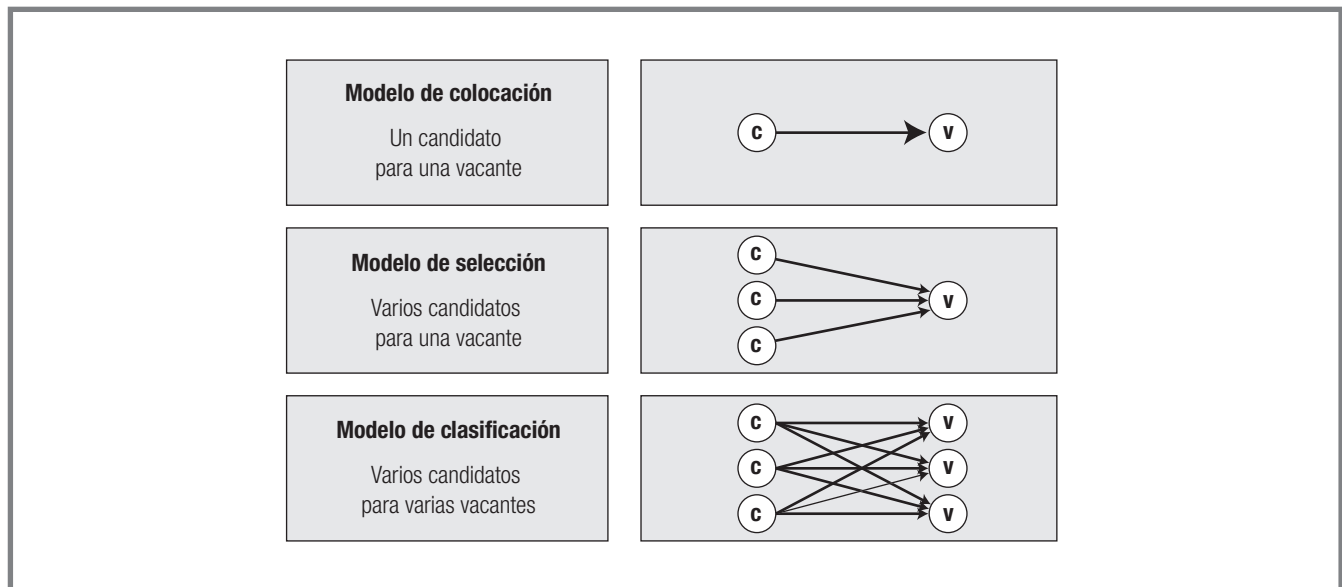 Modelo de colocación
Un candidato
para una vacante
C
V
Modelo de selección
Varios candidatos
para una vacante
C
C
C
V
Modelo de clasificación
Varios candidatos
para varias vacantes
C
V
C
V
C
V